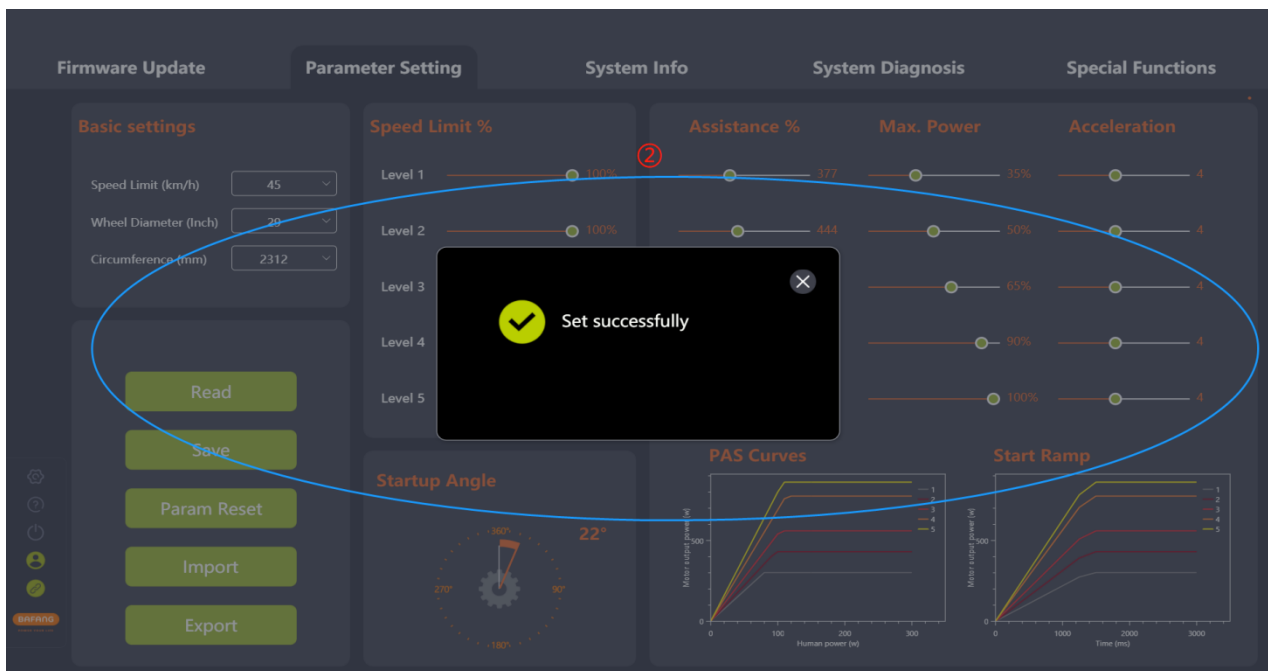 Firmware Update
Parameter Setting
System Info
System Diagnosis
Special Functions
Basic settings
Speed Limit (km/h) 45
Wheel Diameter (Inch) 29
Circumference (mm) 2312
Read
Save
Param Reset
Import
Export
BAFANG
Speed Limit %
②
Level 1 100%
Level 2 100%
Level 3
Level 4
Level 5
Set successfully
Assistance %
377
444
Max. Power
35%
50%
65%
90%
100%
Acceleration
4
4
4
4
4
Startup Angle
22°
360°
270°
90°
180°
PAS Curves
Motor output power (w)
500
0
0 100 200 300
Human power (w)
1
2
3
4
5
Start Ramp
Motor output power (w)
500
0
0 1000 2000 3000
Time (ms)
1
2
3
4
5